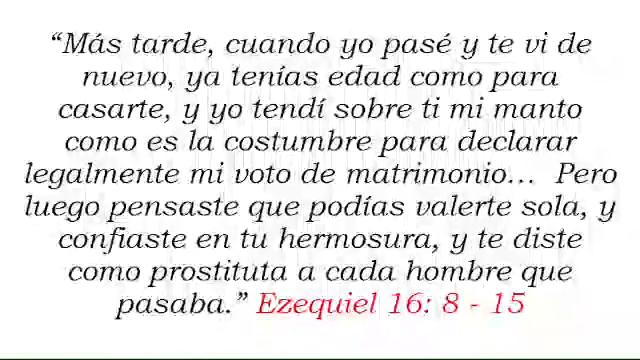 “Más tarde, cuando yo pasé y te vi de
nuevo, ya tenías edad como para
casarte, y yo tendí sobre ti mi manto
como es la costumbre para declarar
legalmente mi voto de matrimonio... Pero
luego pensaste que podías valerte sola, y
confiaste en tu hermosura, y te diste
como prostituta a cada hombre que
pasaba.” Ezequiel 16: 8 - 15